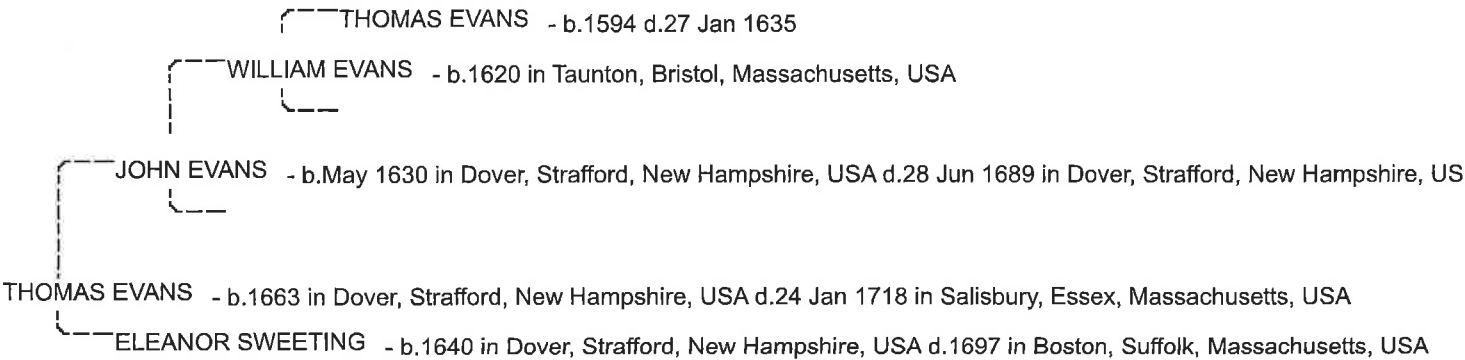 THOMAS EVANS - b.1594 d.27 Jan 1635
WILLIAM EVANS - b.1620 in Taunton, Bristol, Massachusetts, USA
JOHN EVANS - b.May 1630 in Dover, Strafford, New Hampshire, USA d.28 Jun 1689 in Dover, Strafford, New Hampshire, US
THOMAS EVANS - b.1663 in Dover, Strafford, New Hampshire, USA d.24 Jan 1718 in Salisbury, Essex, Massachusetts, USA
ELEANOR SWEETING - b.1640 in Dover, Strafford, New Hampshire, USA d.1697 in Boston, Suffolk, Massachusetts, USA